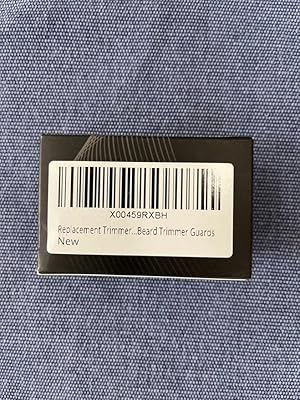 X00459RXBH
Replacement Trimmer...Beard Trimmer Guards
New